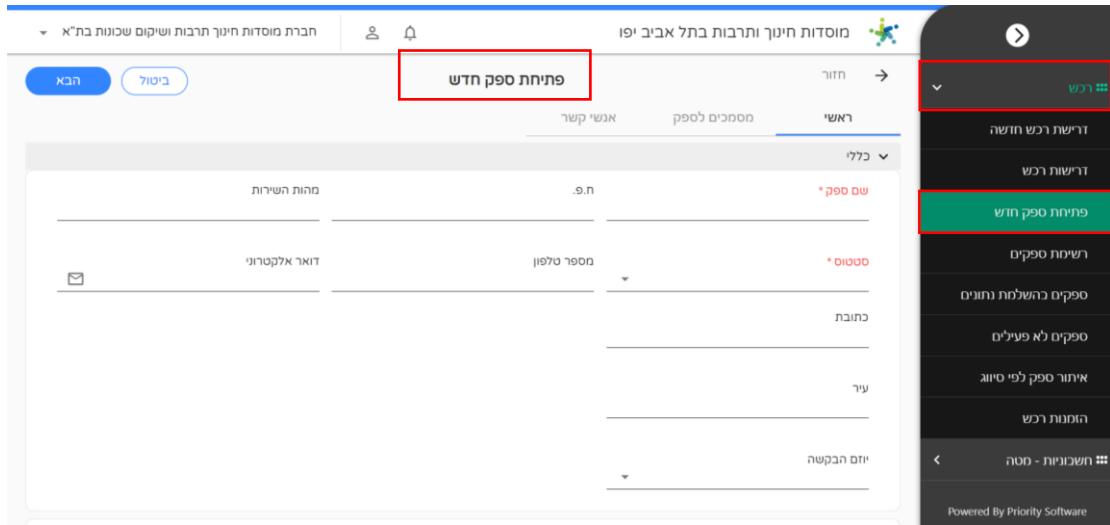 מוסדות חינוך ותרבות בתל אביב יפו
חברת מוסדות חינוך תרבות ושיקום שכונות בת"א
חזור
פתיחת ספק חדש
ביטול
הבא
ראשי
מסמכים לספק
אנשי קשר
כללי
שם ספק *
ח.פ.
מהות השירות
סטטוס *
מספר טלפון
דואר אלקטרוני
כתובת
עיר
יוזם הבקשה
רכש
דרישת רכש חדשה
דרישות רכש
פתיחת ספק חדש
רשימת ספקים
ספקים בהשלמת נתונים
ספקים לא פעילים
איתור ספק לפי סיווג
הזמנות רכש
חשבוניות - מטה
Powered By Priority Software